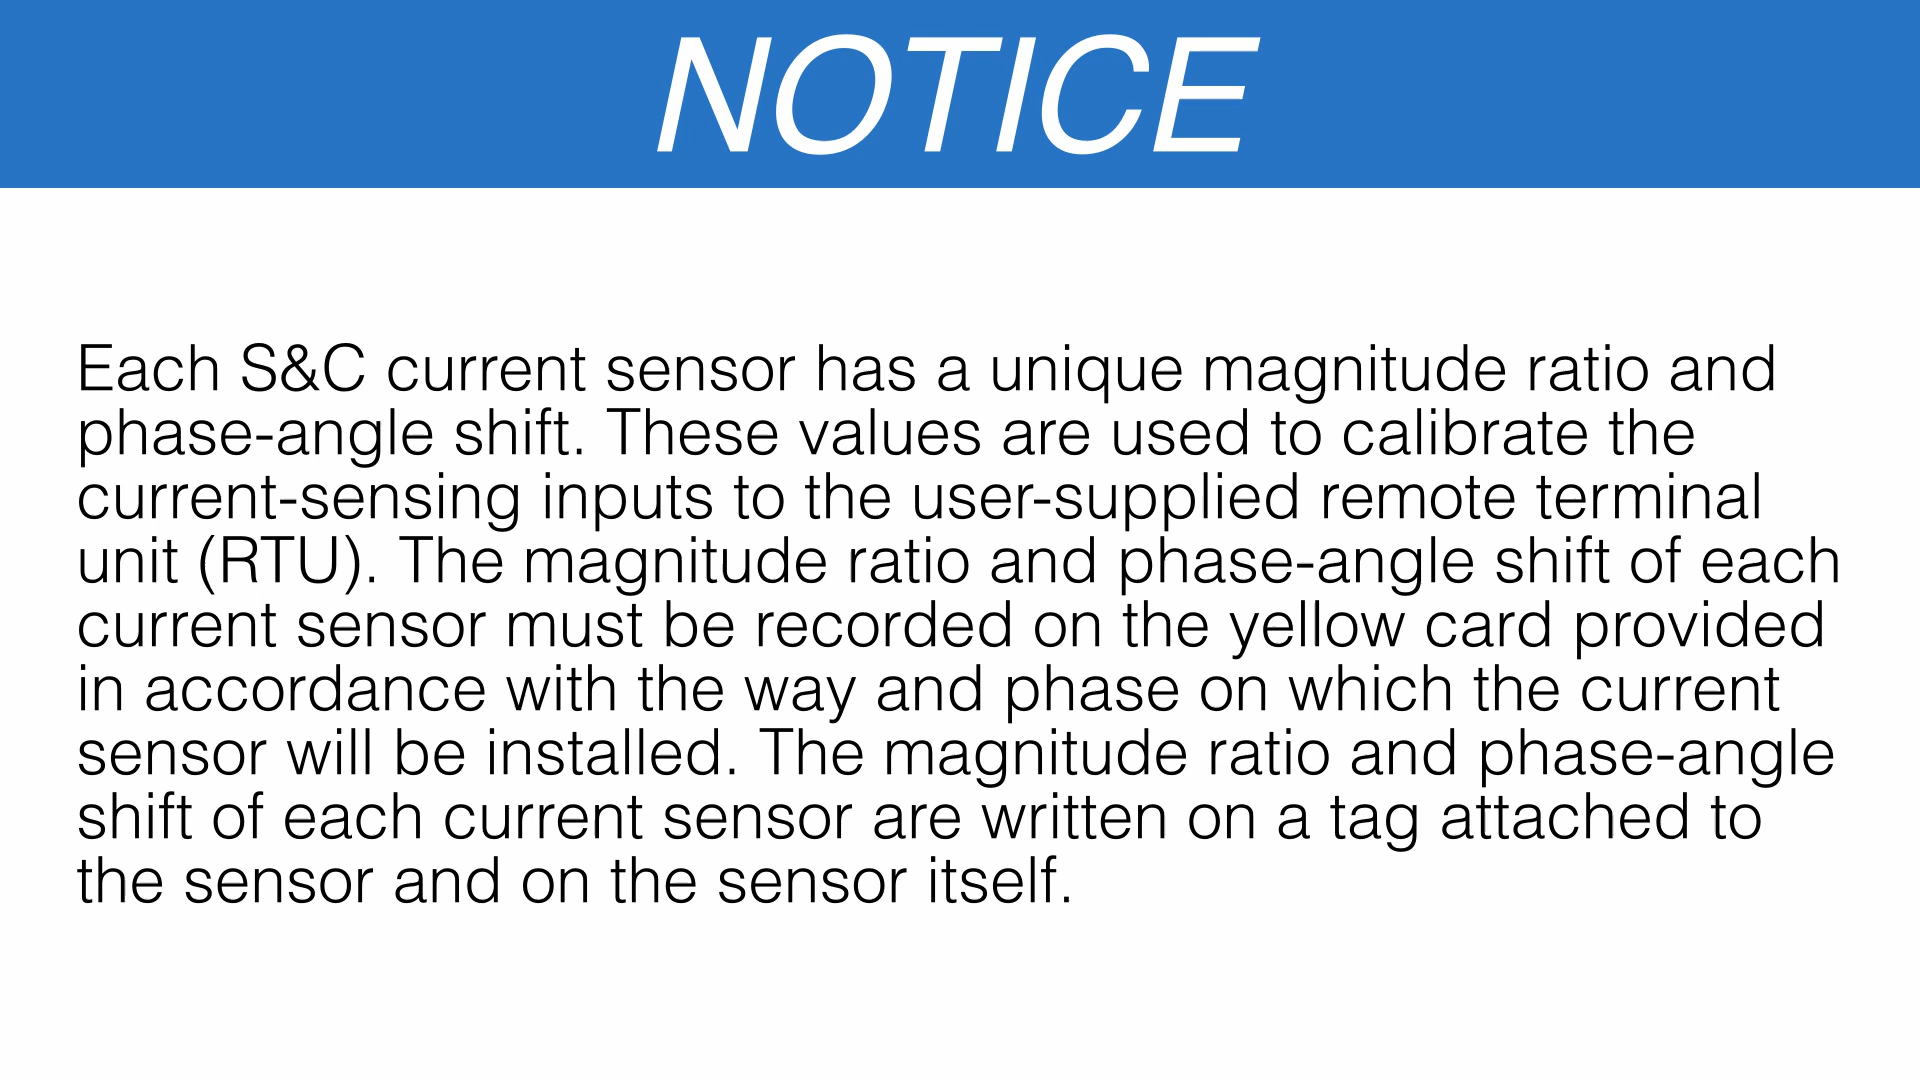 NOTICE
Each S&C current sensor has a unique magnitude ratio and
phase-angle shift. These values are used to calibrate the
current-sensing inputs to the user-supplied remote terminal
unit (RTU). The magnitude ratio and phase-angle shift of each
current sensor must be recorded on the yellow card provided
in accordance with the way and phase on which the current
sensor will be installed. The magnitude ratio and phase-angle
shift of each current sensor are written on a tag attached to
the sensor and on the sensor itself.